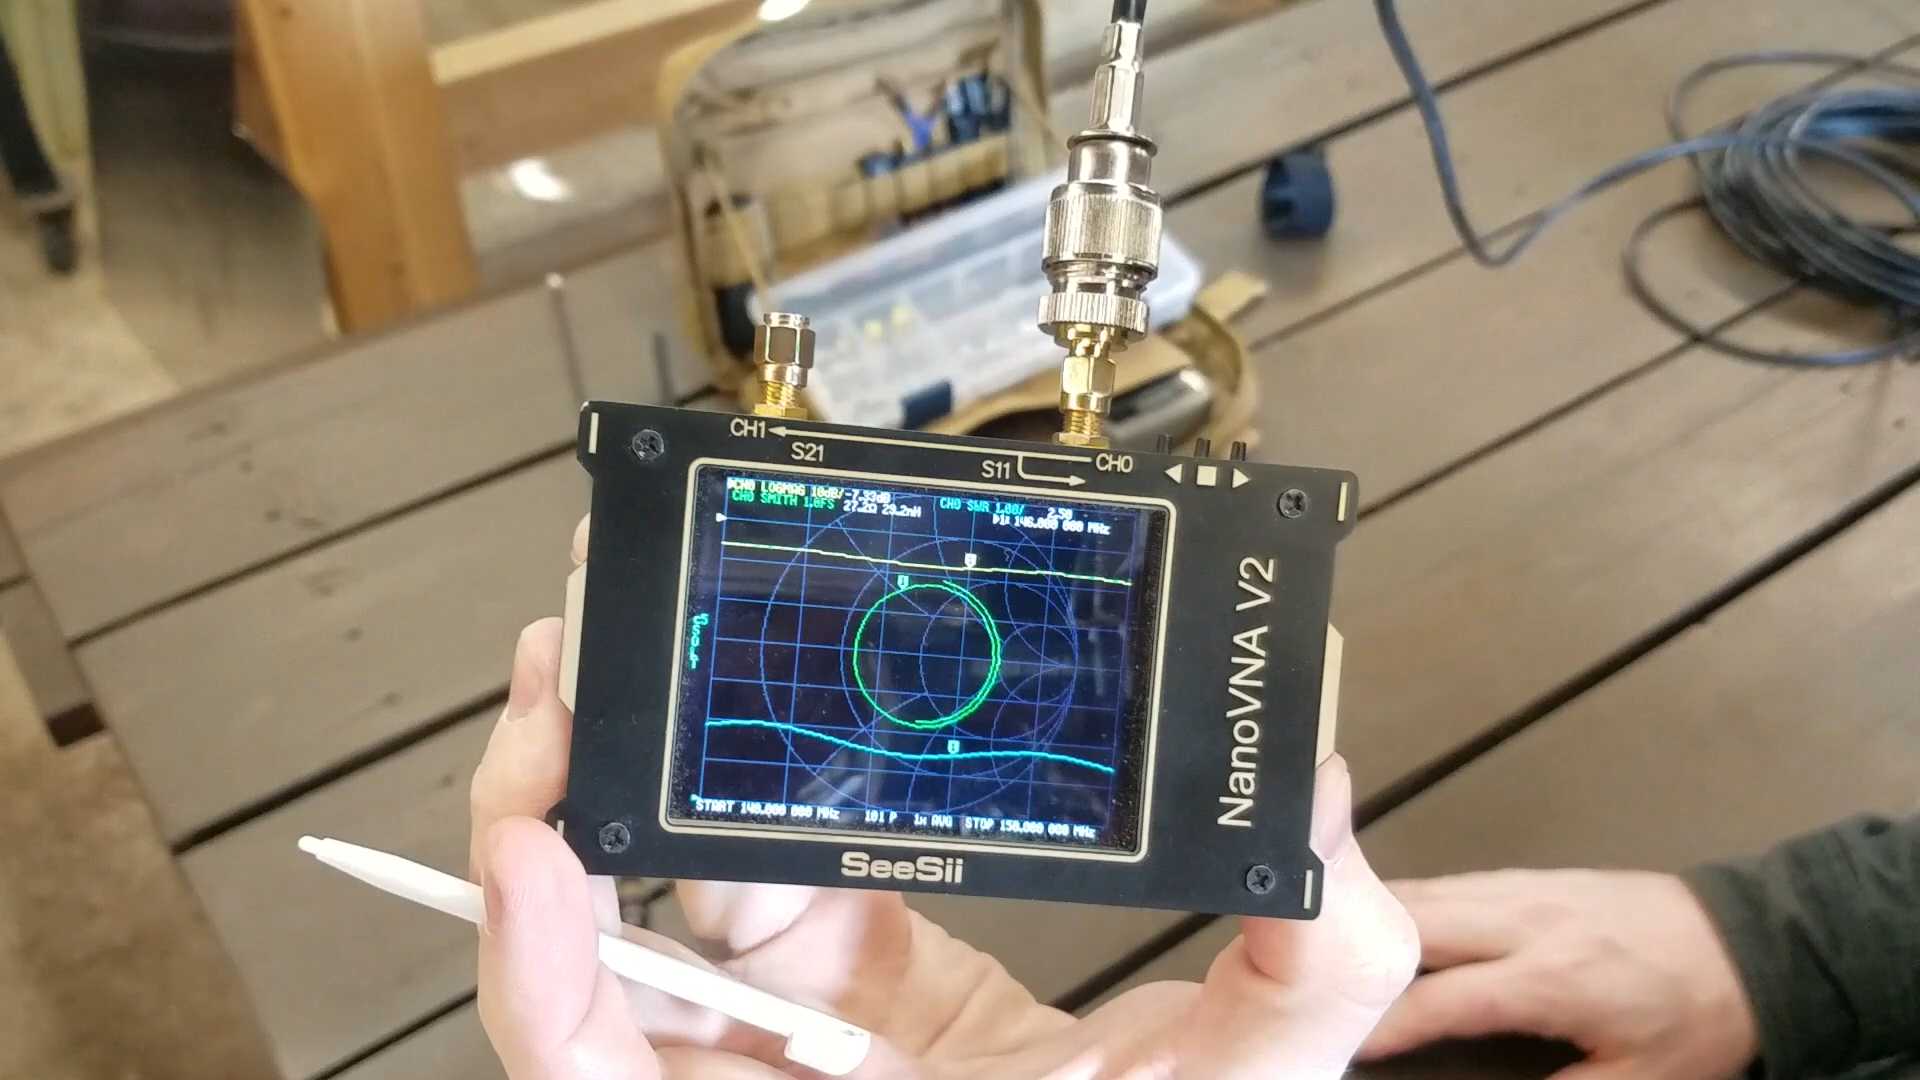 CH1
S21
S11
CH0
CH0 LOGMAG 10dB/ -7.33dB
CH0 SMITH 1.0FS 27.2Ω 29.2nH
CH0 SWR 1.00/ 2.50
1: 146.000 000 MHz
START 140.000 000 MHz 101 P 1x AVG STOP 150.000 000 MHz
SeeSii
NanoVNA V2